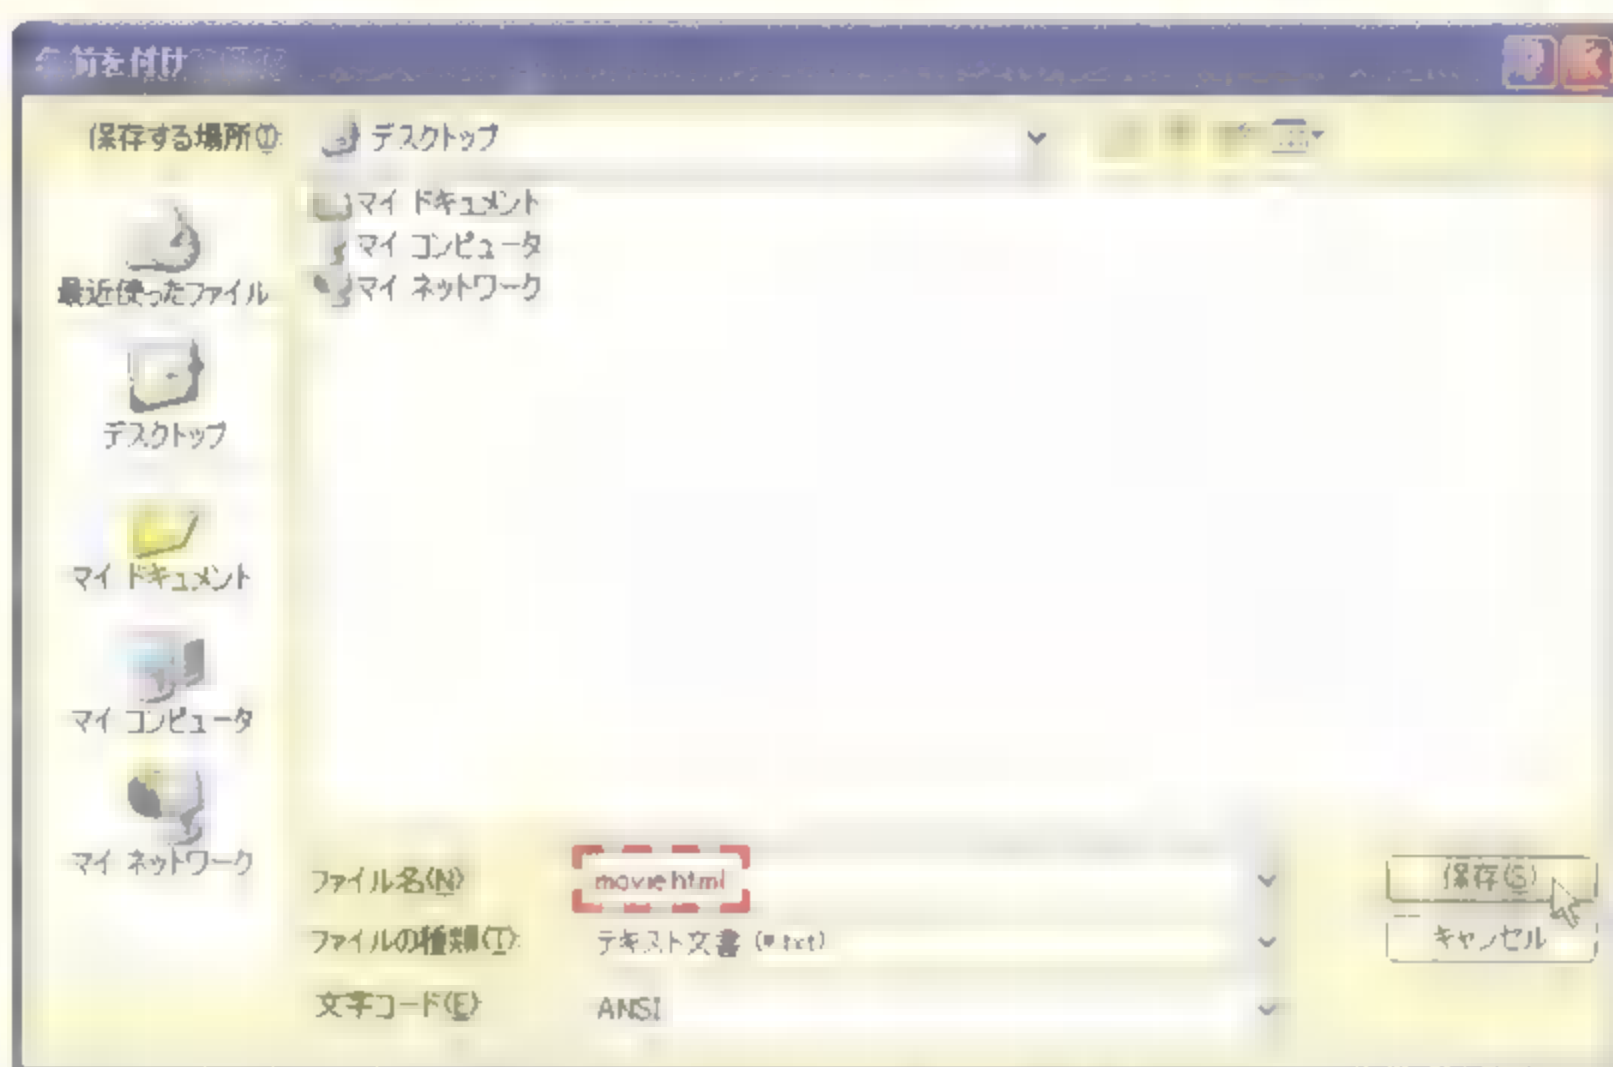 前を付け
保存する場所(I):
デスクトップ
マイ ドキュメント
マイ コンピュータ
マイ ネットワーク
最近使ったファイル
デスクトップ
マイ ドキュメント
マイ コンピュータ
マイ ネットワーク
ファイル名(N)
movie.html
保存(S)
ファイルの種類(T):
テキスト文書 (*.txt)
キャンセル
文字コード(E)
ANSI